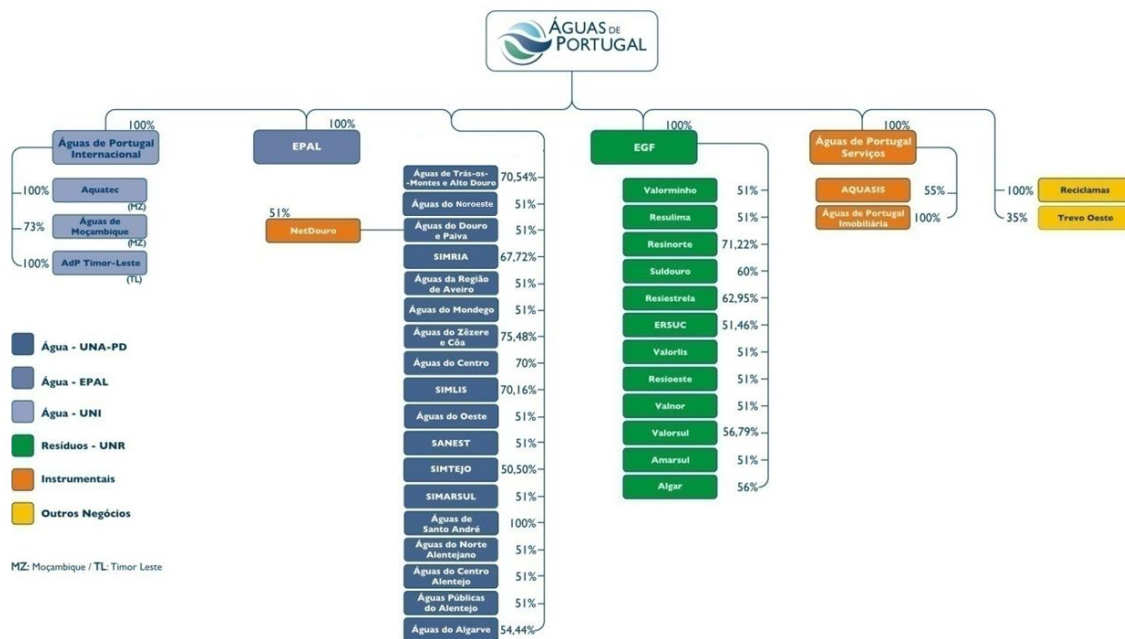 ÁGUAS DE
PORTUGAL
100%
Águas de Portugal
Internacional
100%
Aquatec
(MZ)
73%
Águas de
Moçambique
(MZ)
100%
AdP Timor-Leste
(TL)
100%
EPAL
51%
NetDouro
Águas de Trás-os-
-Montes e Alto Douro
70,54%
Águas do Noroeste
51%
Águas do Douro
e Paiva
51%
SIMRIA
67,72%
Águas da Região
de Aveiro
51%
Águas do Mondego
51%
Águas do Zêzere
e Côa
75,48%
Águas do Centro
70%
SIMLIS
70,16%
Águas do Oeste
51%
SANEST
51%
SIMTEJO
50,50%
SIMARSUL
51%
Águas de
Santo André
100%
Águas do Norte
Alentejano
51%
Águas do Centro
Alentejo
51%
Águas Públicas
do Alentejo
51%
Águas do Algarve
54,44%
100%
EGF
Valorminho
51%
Resulima
51%
Resinorte
71,22%
Suldouro
60%
Resiestrela
62,95%
ERSUC
51,46%
Valorlis
51%
Resioeste
51%
Valnor
51%
Valorsul
56,79%
Amarsul
51%
Algar
56%
100%
Águas de Portugal
Serviços
AQUASIS
55%
Águas de Portugal
Imobiliária
100%
100%
Reciclamas
35%
Trevo Oeste
Água - UNA-PD
Água - EPAL
Água - UNI
Resíduos - UNR
Instrumentais
Outros Negócios
MZ: Moçambique / TL: Timor Leste